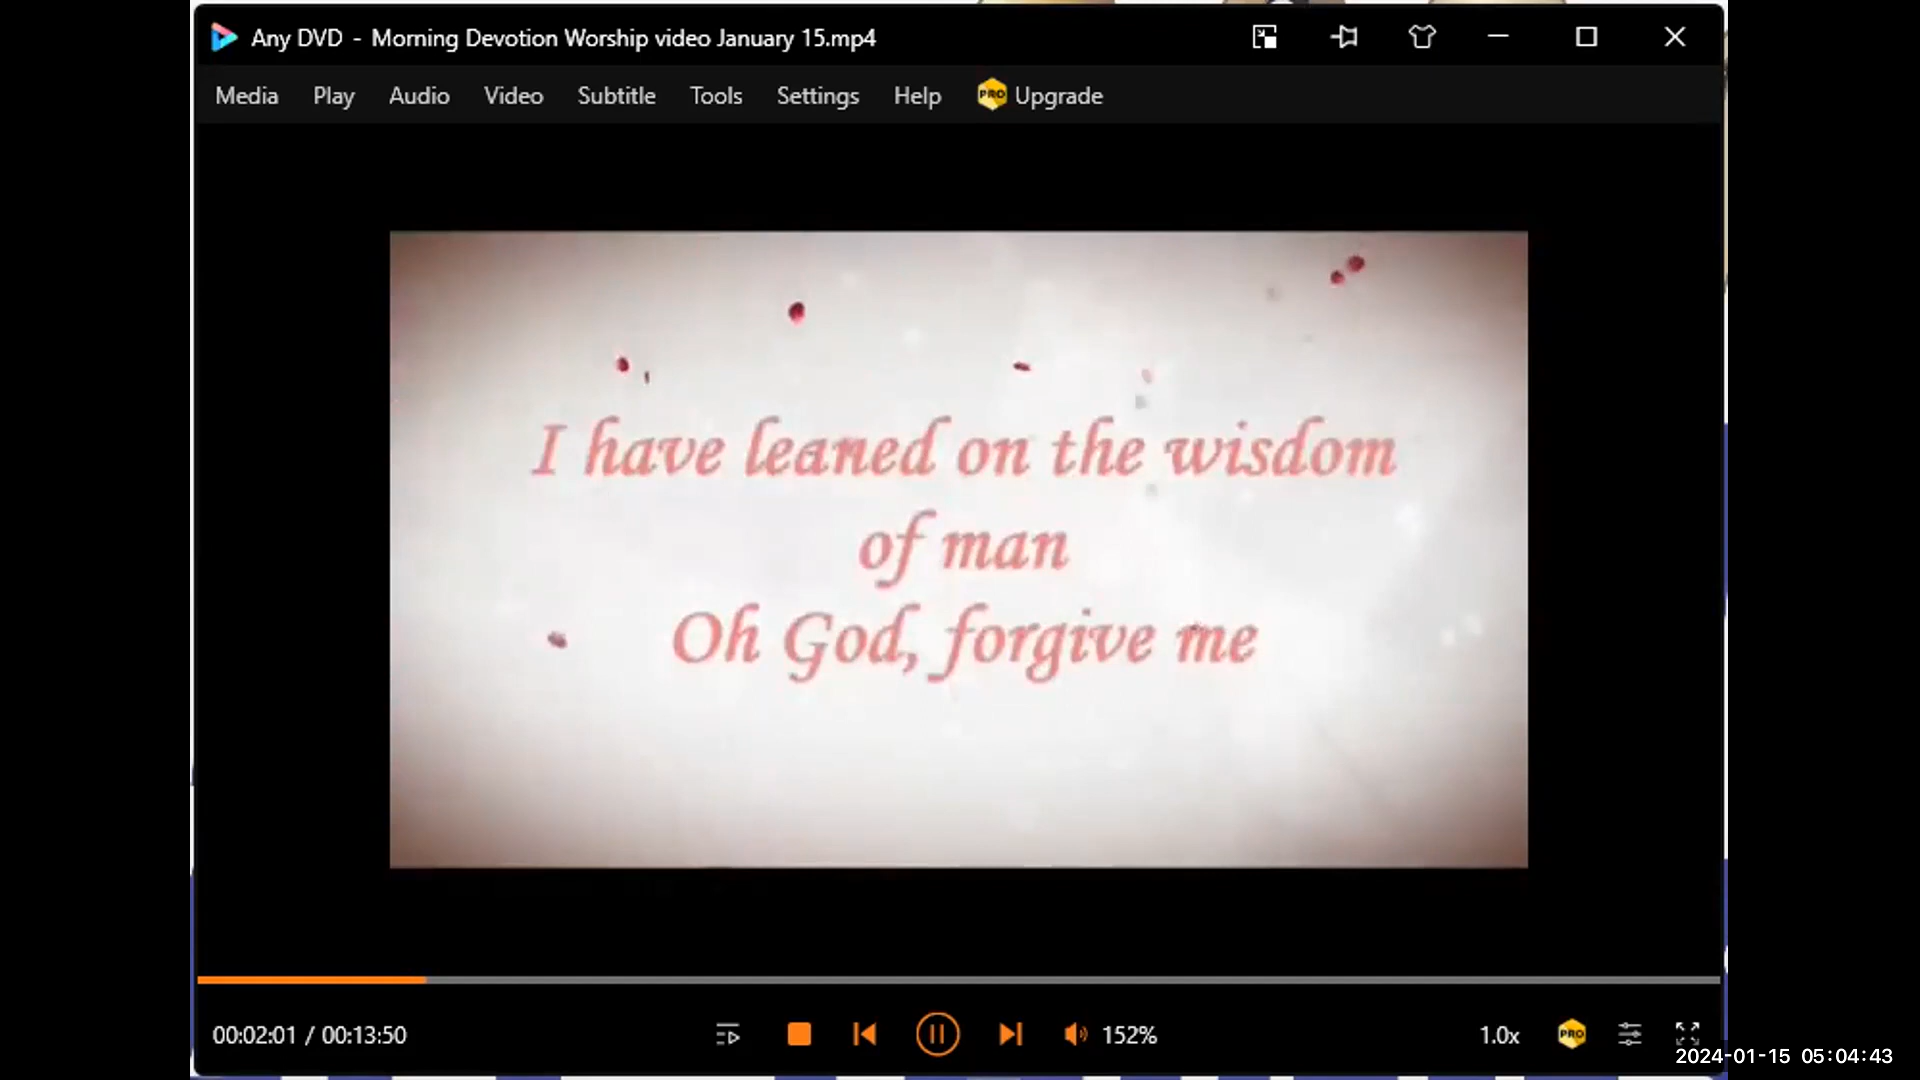 Any DVD - Morning Devotion Worship video January 15.mp4
Media Play Audio Video Subtitle Tools Settings Help PRO Upgrade
I have leaned on the wisdom
of man
Oh God, forgive me
00:02:01 / 00:13:50 152% 1.0x PRO
2024-01-15 05:04:43